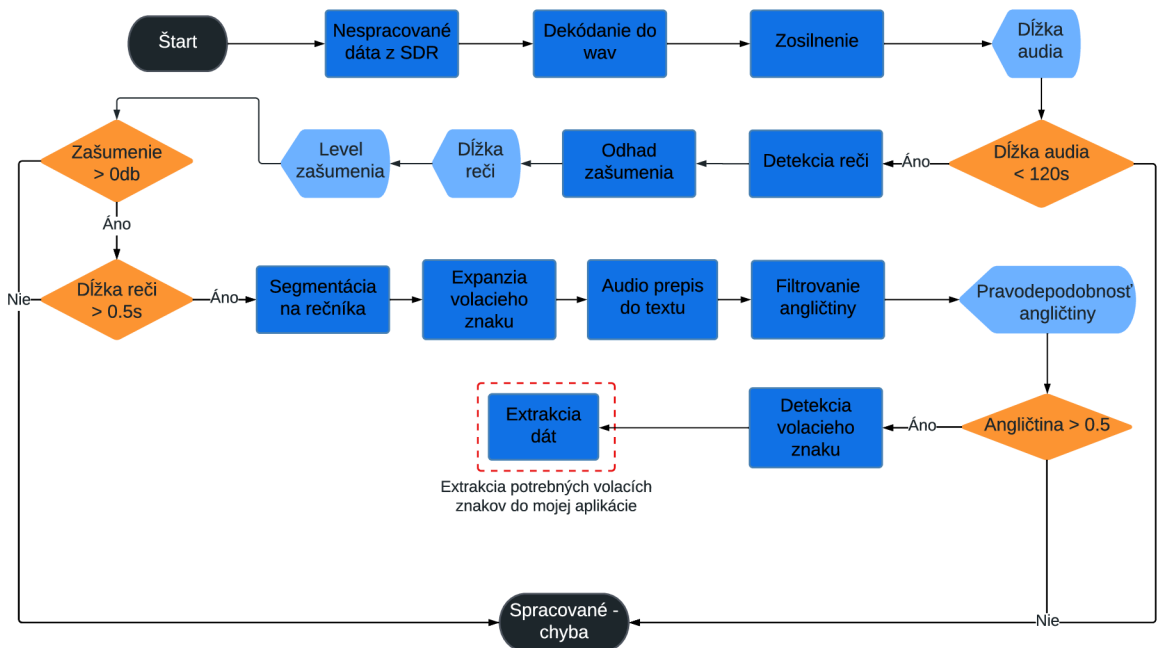 Štart
Nespracované
dáta z SDR
Dekódanie do
wav
Zosilnenie
Dĺžka
audia
Zašumenie
> 0db
Level
zašumenia
Dĺžka
reči
Odhad
zašumenia
Detekcia reči
Áno
Dĺžka audia
< 120s
Áno
Nie
Dĺžka reči
> 0.5s
Áno
Segmentácia
na rečníka
Expanzia
volacieho
znaku
Audio prepis
do textu
Filtrovanie
angličtiny
Pravodepodobnosť
angličtiny
Extrakcia
dát
Detekcia
volacieho
znaku
Áno
Angličtina > 0.5
Extrakcia potrebných volacích
znakov do mojej aplikácie
Spracované -
chyba
Nie